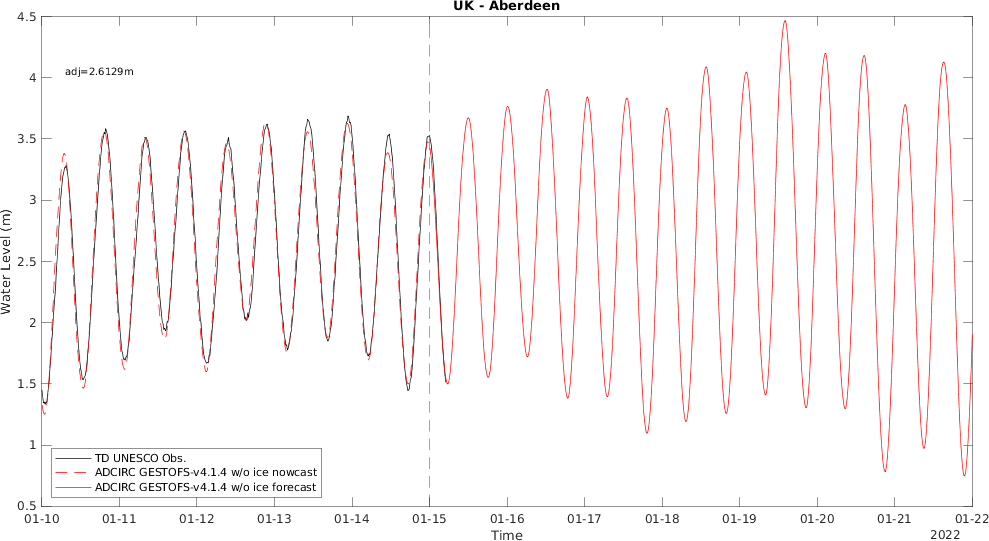 UK - Aberdeen
4.5
adj=2.6129m
4
3.5
3
2.5
2
1.5
1
0.5
Water Level (m)
TD UNESCO Obs.
ADCIRC GESTOFS-v4.1.4 w/o ice nowcast
ADCIRC GESTOFS-v4.1.4 w/o ice forecast
01-10 01-11 01-12 01-13 01-14 01-15 01-16 01-17 01-18 01-19 01-20 01-21 01-22
Time
2022